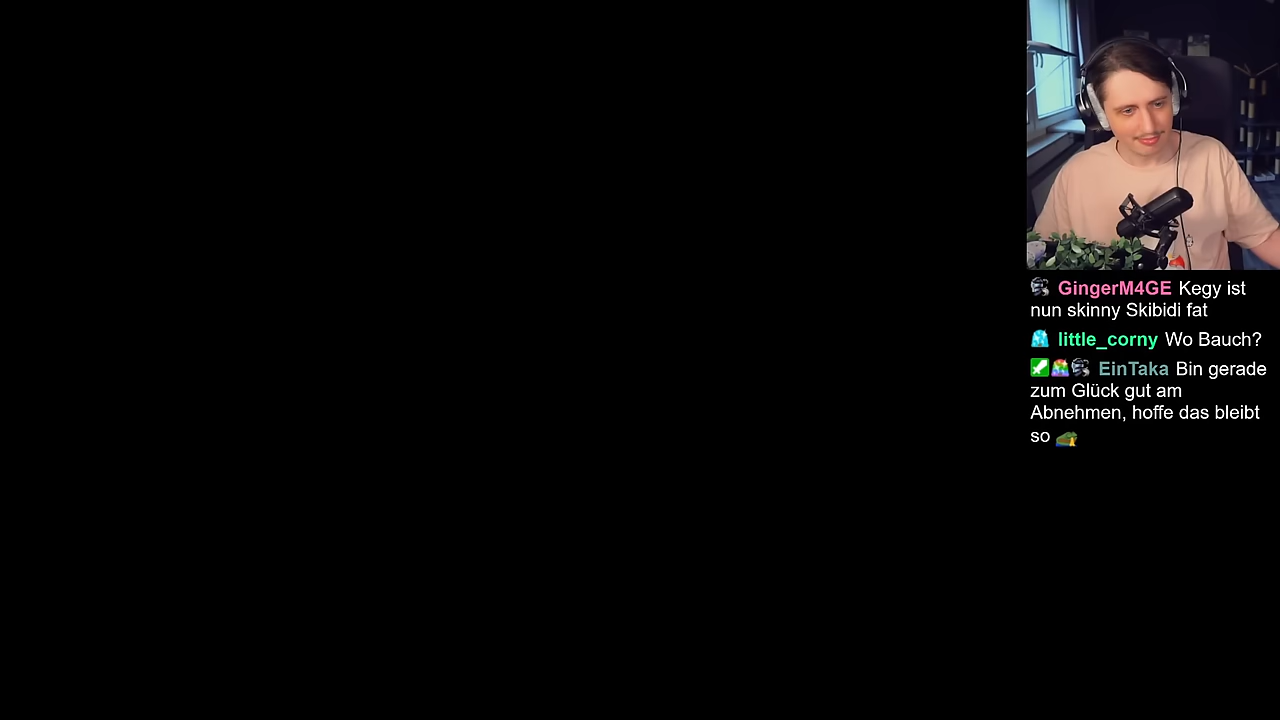 GingerM4GE Kegy ist
nun skinny Skibidi fat
little_corny Wo Bauch?
EinTaka Bin gerade
zum Glück gut am
Abnehmen, hoffe das bleibt
so